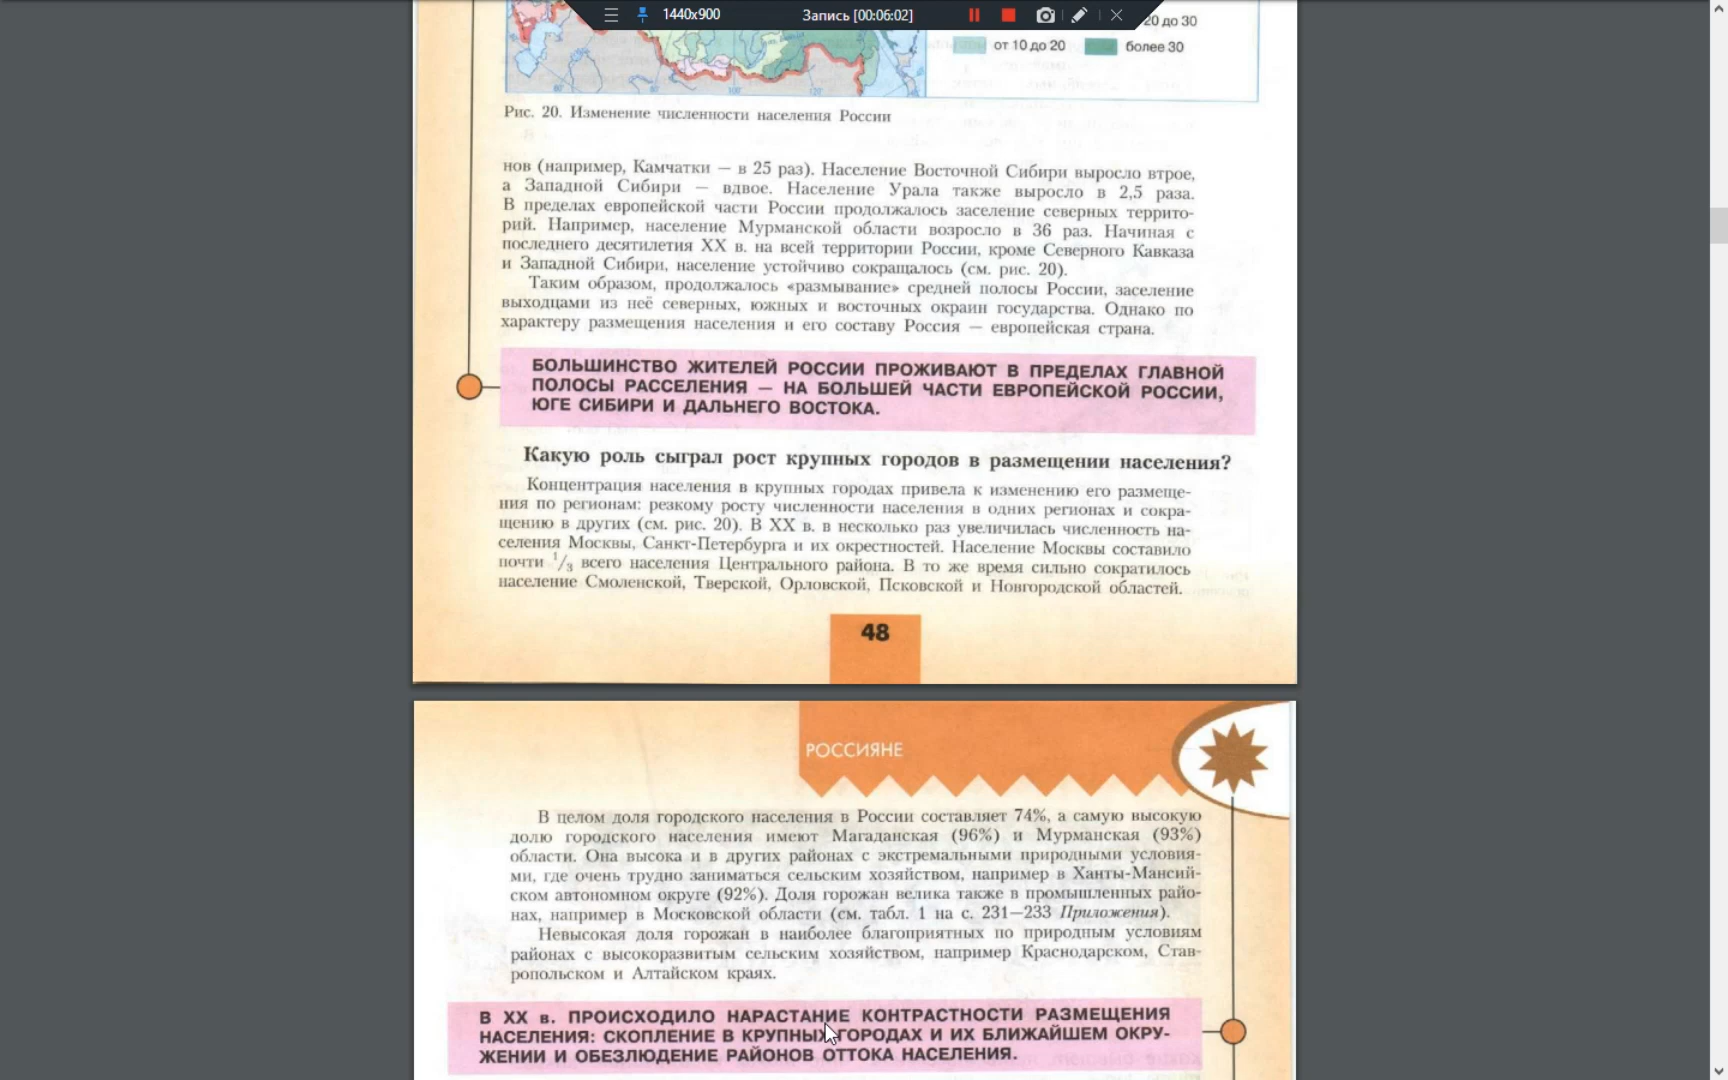 1440x900
Запись [00:06:02]
20 до 30
от 10 до 20
более 30
Рис. 20. Изменение численности населения России
нов (например, Камчатки — в 25 раз). Население Восточной Сибири выросло втрое,
а Западной Сибири — вдвое. Население Урала также выросло в 2,5 раза.
В пределах европейской части России продолжалось заселение северных террито-
рий. Например, население Мурманской области возросло в 36 раз. Начиная с
последнего десятилетия XX в. на всей территории России, кроме Северного Кавказа
и Западной Сибири, население устойчиво сокращалось (см. рис. 20).
Таким образом, продолжалось «размывание» средней полосы России, заселение
выходцами из неё северных, южных и восточных окраин государства. Однако по
характеру размещения населения и его составу Россия — европейская страна.
БОЛЬШИНСТВО ЖИТЕЛЕЙ РОССИИ ПРОЖИВАЮТ В ПРЕДЕЛАХ ГЛАВНОЙ
ПОЛОСЫ РАССЕЛЕНИЯ — НА БОЛЬШЕЙ ЧАСТИ ЕВРОПЕЙСКОЙ РОССИИ,
ЮГЕ СИБИРИ И ДАЛЬНЕГО ВОСТОКА.
Какую роль сыграл рост крупных городов в размещении населения?
Концентрация населения в крупных городах привела к изменению его размеще-
ния по регионам: резкому росту численности населения в одних регионах и сокра-
щению в других (см. рис. 20). В XX в. в несколько раз увеличилась численность на-
селения Москвы, Санкт-Петербурга и их окрестностей. Население Москвы составило
почти 1/3 всего населения Центрального района. В то же время сильно сократилось
население Смоленской, Тверской, Орловской, Псковской и Новгородской областей.
48
РОССИЯНЕ
В целом доля городского населения в России составляет 74%, а самую высокую
долю городского населения имеют Магаданская (96%) и Мурманская (93%)
области. Она высока и в других районах с экстремальными природными условия-
ми, где очень трудно заниматься сельским хозяйством, например в Ханты-Мансий-
ском автономном округе (92%). Доля горожан велика также в промышленных райо-
нах, например в Московской области (см. табл. 1 на с. 231—233 Приложения).
Невысокая доля горожан в наиболее благоприятных по природным условиям
районах с высокоразвитым сельским хозяйством, например Краснодарском, Став-
ропольском и Алтайском краях.
В XX в. ПРОИСХОДИЛО НАРАСТАНИЕ КОНТРАСТНОСТИ РАЗМЕЩЕНИЯ
НАСЕЛЕНИЯ: СКОПЛЕНИЕ В КРУПНЫХ ГОРОДАХ И ИХ БЛИЖАЙШЕМ ОКРУ-
ЖЕНИИ И ОБЕЗЛЮДЕНИЕ РАЙОНОВ ОТТОКА НАСЕЛЕНИЯ.